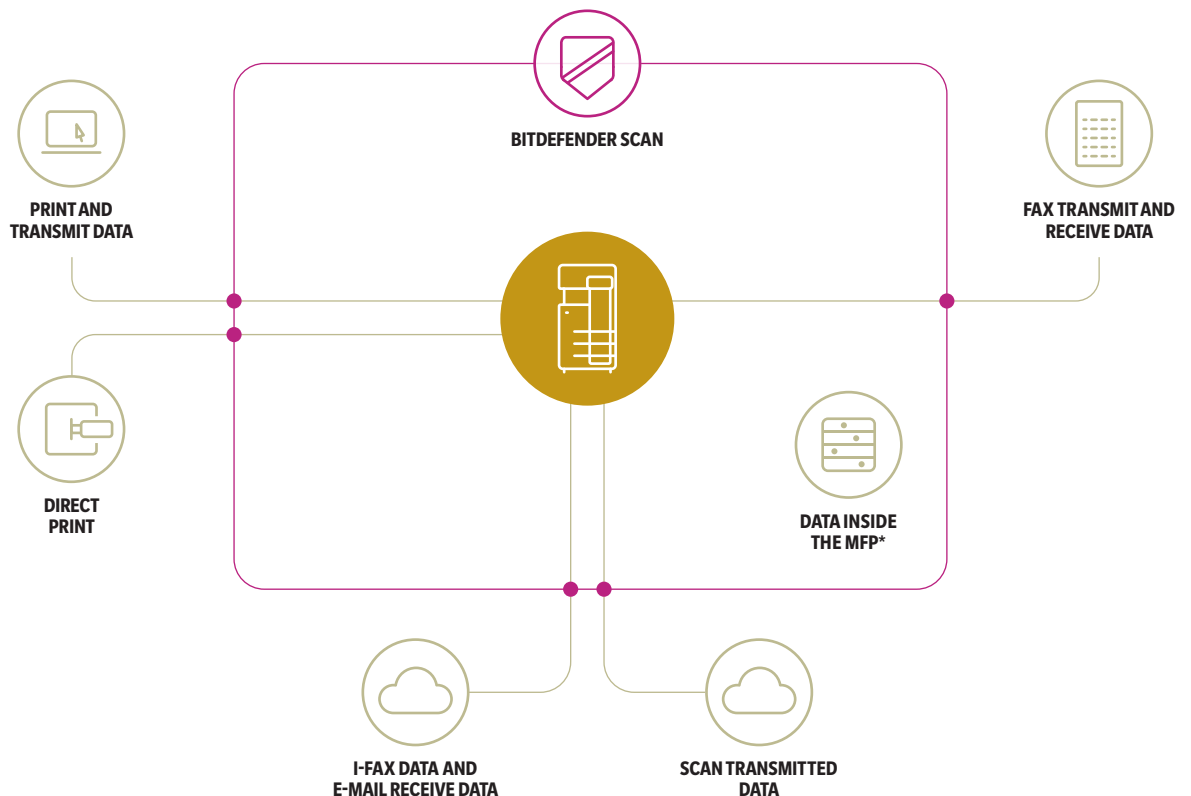 BITDEFENDER SCAN
PRINT AND
TRANSMIT DATA
FAX TRANSMIT AND
RECEIVE DATA
DIRECT
PRINT
DATA INSIDE
THE MFP*
I-FAX DATA AND
E-MAIL RECEIVE DATA
SCAN TRANSMITTED
DATA